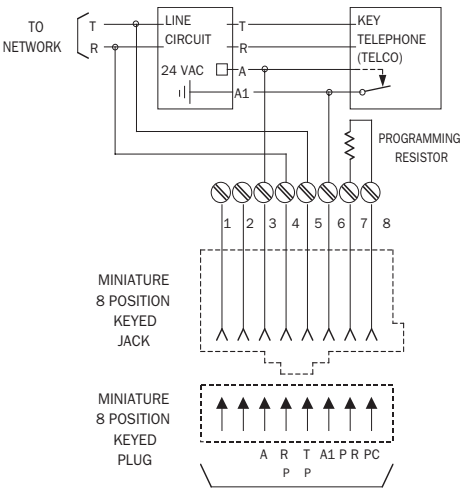 TO
NETWORK
T
R
LINE
CIRCUIT
24 VAC
T
R
A
A1
KEY
TELEPHONE
(TELCO)
PROGRAMMING
RESISTOR
1 2 3 4 5 6 7 8
MINIATURE
8 POSITION
KEYED
JACK
MINIATURE
8 POSITION
KEYED
PLUG
A R T A1 P R PC
P P